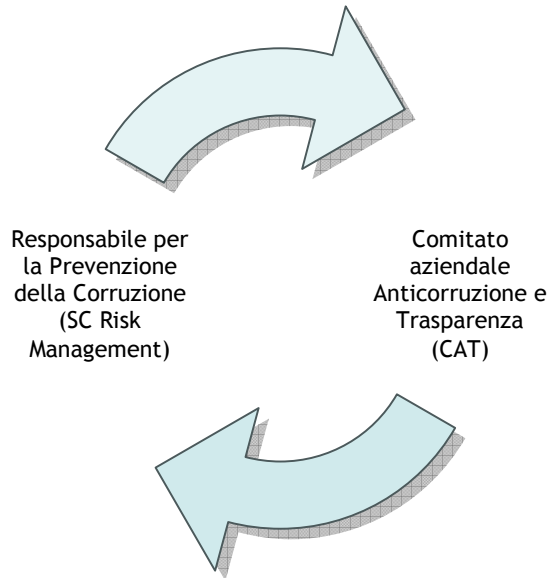 Responsabile per
la Prevenzione
della Corruzione
(SC Risk
Management)
Comitato
aziendale
Anticorruzione e
Trasparenza
(CAT)